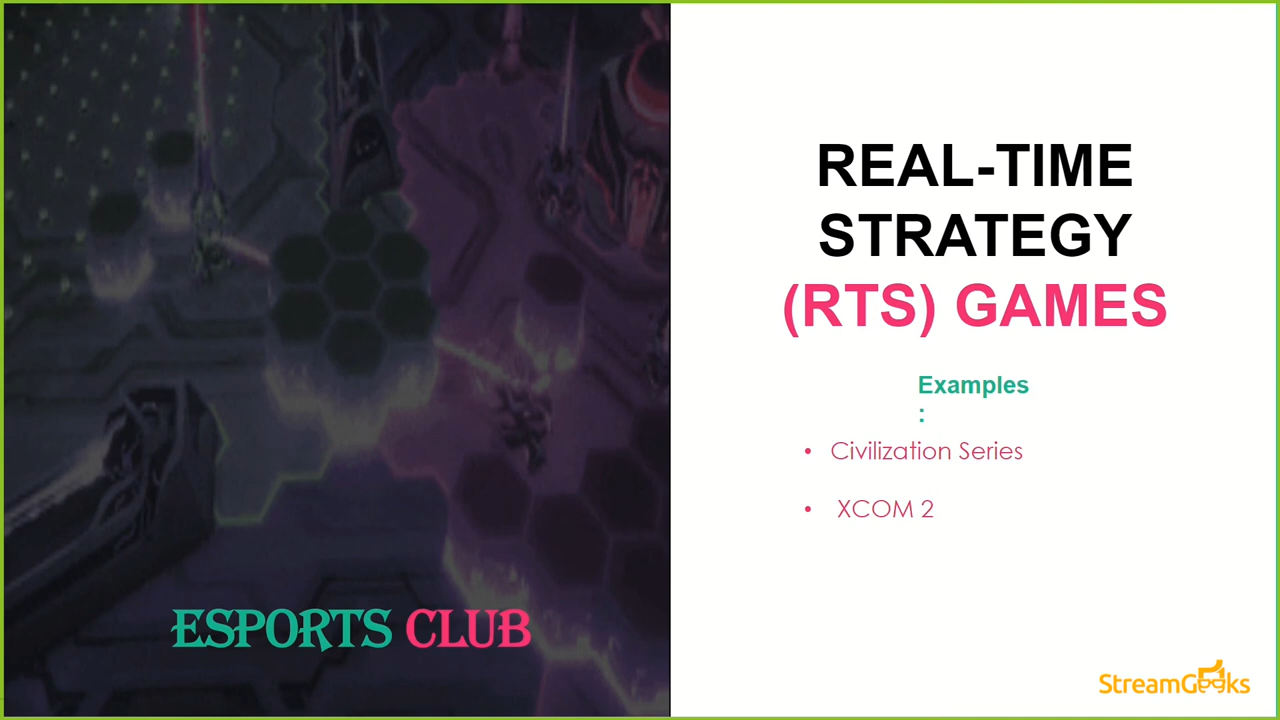 REAL-TIME
STRATEGY
(RTS) GAMES
Examples
:
• Civilization Series
• XCOM 2
ESPORTS CLUB
StreamGeeks